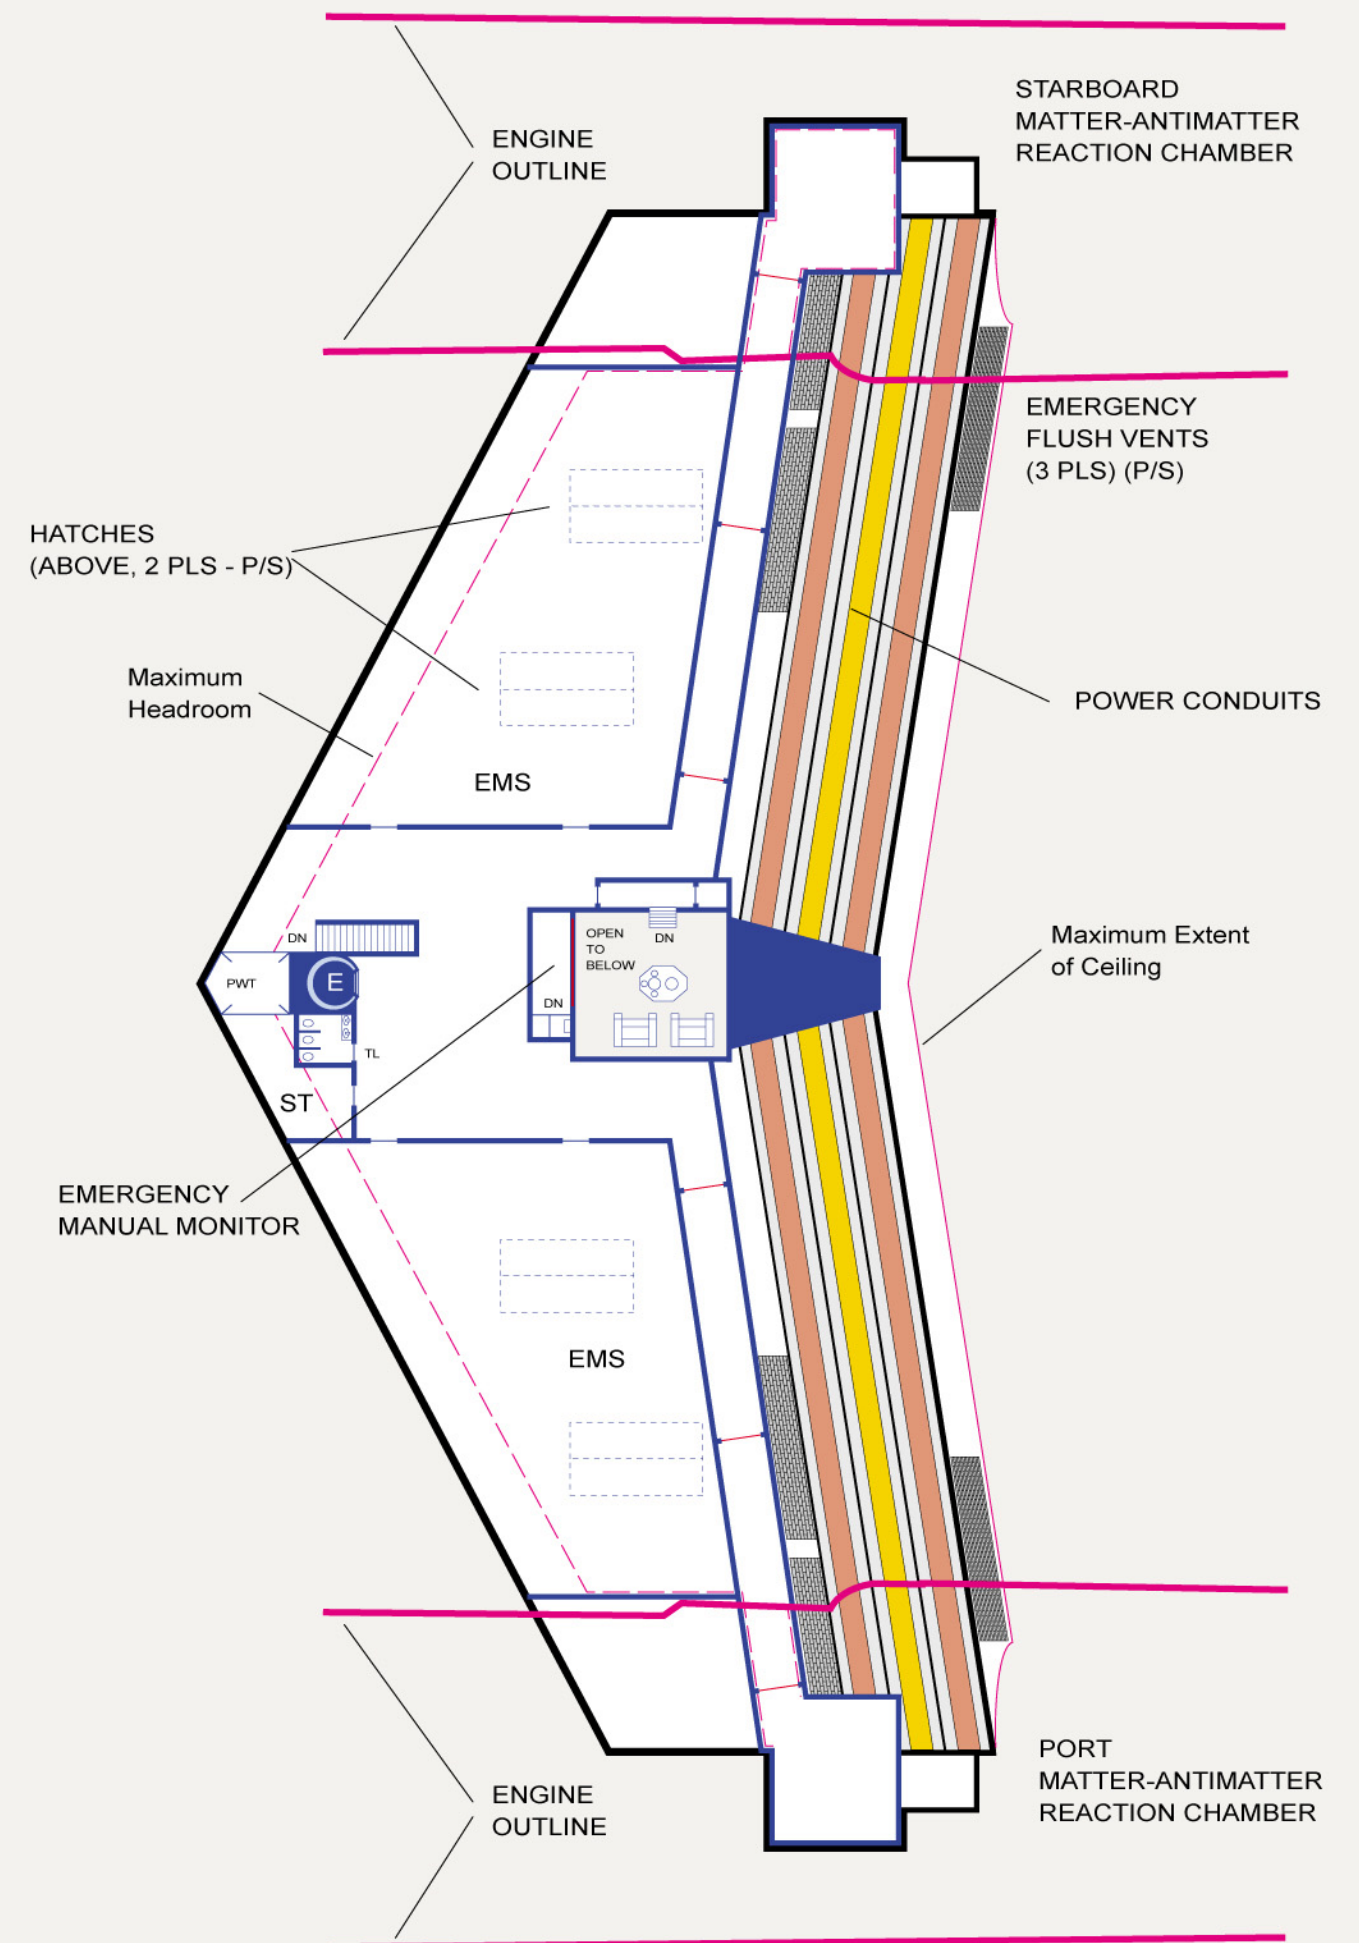 STARBOARD
MATTER-ANTIMATTER
REACTION CHAMBER
ENGINE
OUTLINE
EMERGENCY
FLUSH VENTS
(3 PLS) (P/S)
HATCHES
(ABOVE, 2 PLS - P/S)
Maximum
Headroom
POWER CONDUITS
EMS
DN
OPEN
TO
BELOW
DN
Maximum Extent
of Ceiling
PWT
E
DN
TL
ST
EMERGENCY
MANUAL MONITOR
EMS
PORT
MATTER-ANTIMATTER
REACTION CHAMBER
ENGINE
OUTLINE